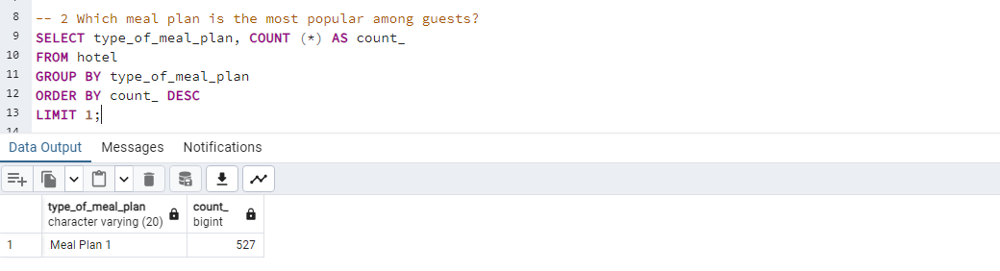 8 -- 2 Which meal plan is the most popular among guests?
9 SELECT type_of_meal_plan, COUNT (*) AS count_
10 FROM hotel
11 GROUP BY type_of_meal_plan
12 ORDER BY count_ DESC
13 LIMIT 1;
14
Data Output Messages Notifications
type_of_meal_plan count_
character varying (20) bigint
1 Meal Plan 1 527